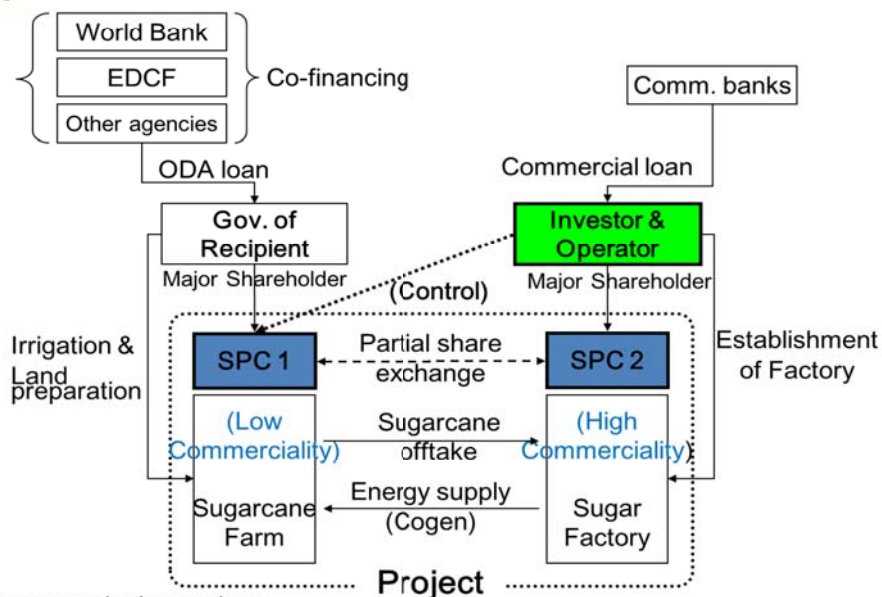 World Bank
EDCF
Other agencies
Co-financing
Comm. banks
ODA loan
Commercial loan
Gov. of
Recipient
Investor &
Operator
Major Shareholder
Major Shareholder
(Control)
Irrigation &
Land
preparation
SPC 1
Partial share
exchange
SPC 2
Establishment
of Factory
(Low
Commerciality)
Sugarcane
offtake
(High
Commerciality)
Energy supply
(Cogen)
Sugarcane
Farm
Sugar
Factory
Project